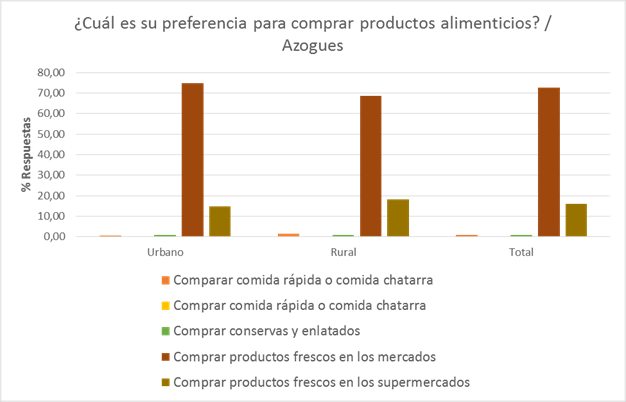 ¿Cuál es su preferencia para comprar productos alimenticios? /
Azogues
80,00
70,00
60,00
50,00
40,00
30,00
20,00
10,00
0,00
% Respuestas
Urbano
Rural
Total
Comparar comida rápida o comida chatarra
Comprar comida rápida o comida chatarra
Comprar conservas y enlatados
Comprar productos frescos en los mercados
Comprar productos frescos en los supermercados